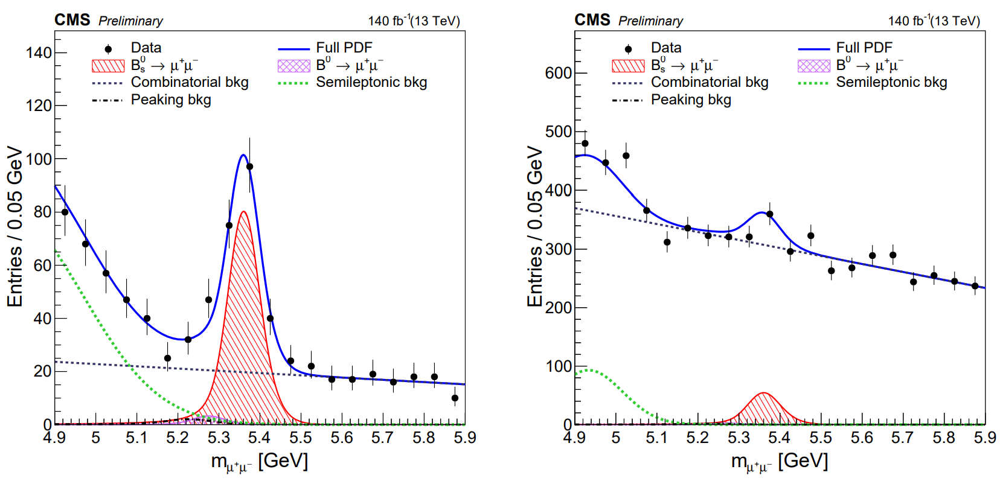 CMS Preliminary 140 fb⁻¹(13 TeV)
Data Full PDF
B⁰ₛ → μ⁺μ⁻ B⁰ → μ⁺μ⁻
Combinatorial bkg Semileptonic bkg
Peaking bkg
Entries / 0.05 GeV
140
120
100
80
60
40
20
0
4.9 5 5.1 5.2 5.3 5.4 5.5 5.6 5.7 5.8 5.9
m_μ⁺μ⁻ [GeV]
CMS Preliminary 140 fb⁻¹(13 TeV)
Data Full PDF
B⁰ₛ → μ⁺μ⁻ B⁰ → μ⁺μ⁻
Combinatorial bkg Semileptonic bkg
Peaking bkg
Entries / 0.05 GeV
600
500
400
300
200
100
0
4.9 5 5.1 5.2 5.3 5.4 5.5 5.6 5.7 5.8 5.9
m_μ⁺μ⁻ [GeV]